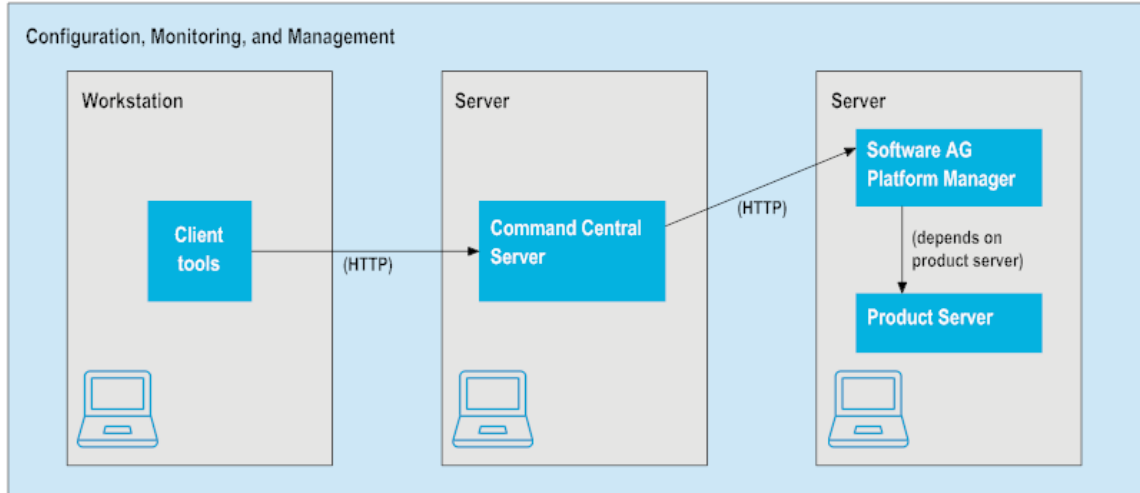 Configuration, Monitoring, and Management
Workstation
Client
tools
(HTTP)
Server
Command Central
Server
(HTTP)
Server
Software AG
Platform Manager
(depends on
product server)
Product Server